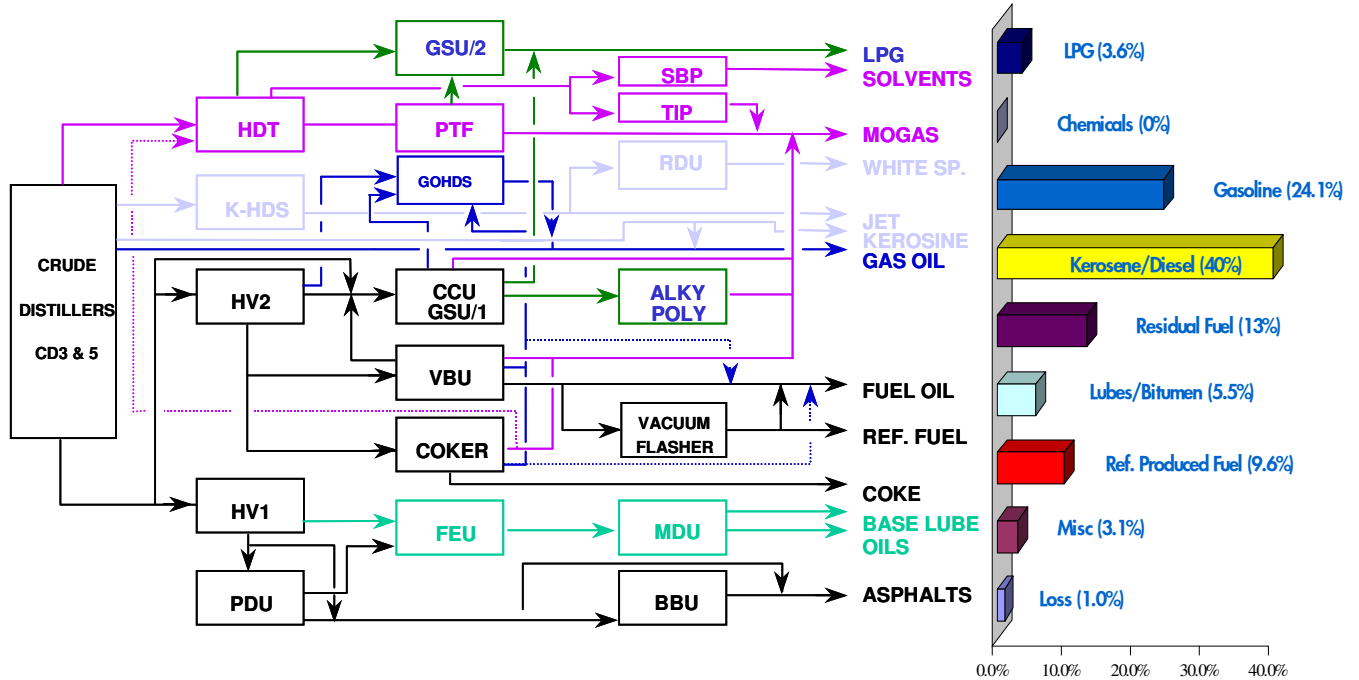 GSU/2
LPG
SOLVENTS
SBP
TIP
HDT
PTF
MOGAS
RDU
WHITE SP.
GOHDS
K-HDS
JET
KEROSINE
GAS OIL
CRUDE
DISTILLERS
CD3 & 5
HV2
CCU
GSU/1
ALKY
POLY
VBU
FUEL OIL
VACUUM
FLASHER
REF. FUEL
COKER
COKE
HV1
FEU
MDU
BASE LUBE
OILS
PDU
BBU
ASPHALTS
LPG (3.6%)
Chemicals (0%)
Gasoline (24.1%)
Kerosene/Diesel (40%)
Residual Fuel (13%)
Lubes/Bitumen (5.5%)
Ref. Produced Fuel (9.6%)
Misc (3.1%)
Loss (1.0%)
0.0% 10.0% 20.0% 30.0% 40.0%